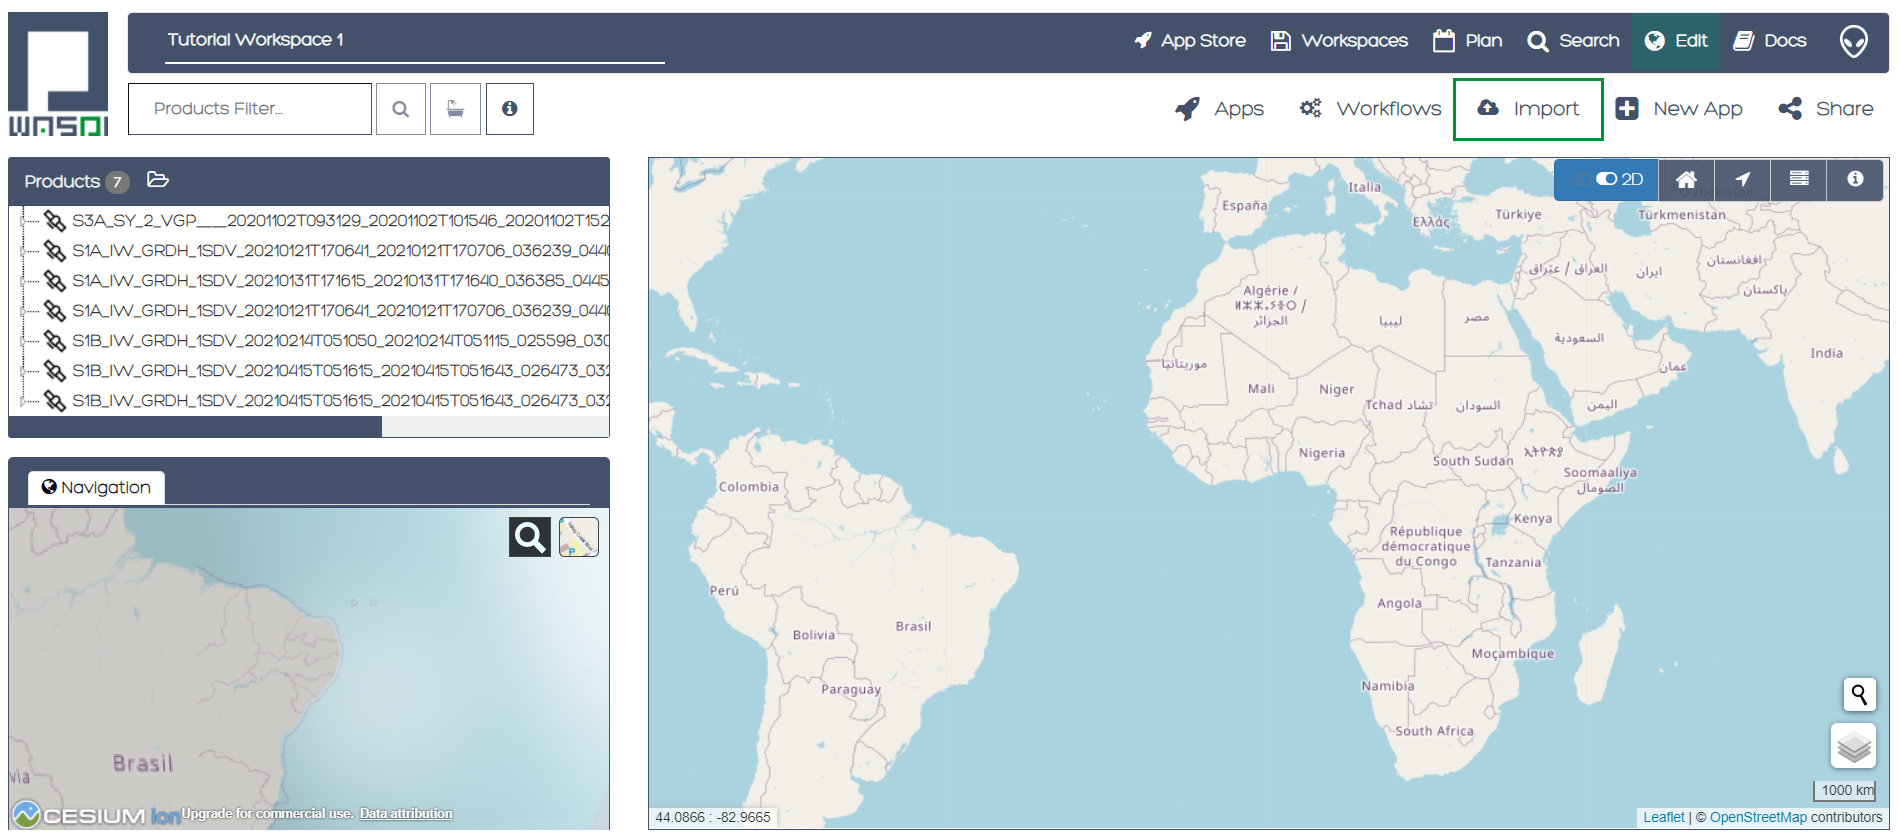 WASDI
Tutorial Workspace 1
App Store
Workspaces
Plan
Search
Edit
Docs
Products Filter...
Apps
Workflows
Import
New App
Share
Products 7
S3A_SY_2_VGP____20201102T093129_20201102T101546_20201102T152
S1A_IW_GRDH_1SDV_20210121T170641_20210121T170706_036239_0440
S1A_IW_GRDH_1SDV_20210131T171615_20210131T171640_036385_0445
S1A_IW_GRDH_1SDV_20210121T170641_20210121T170706_036239_0440
S1B_IW_GRDH_1SDV_20210214T051050_20210214T051115_025598_030
S1B_IW_GRDH_1SDV_20210415T051615_20210415T051643_026473_032
S1B_IW_GRDH_1SDV_20210415T051615_20210415T051643_026473_032
Navigation
P
Brasil
via
CESIUM ion
Upgrade for commercial use. Data attribution
3D 2D
Italia
España
Ελλάς
Türkiye
Türkmenistan
العراق / عێراق
ایران
افغانستان
پاکستان
Algérie /
ⵍⵣⵣⴰⵢⴻⵔ /
الجزائر
ليبيا
مصر
السعودية
India
موريتانيا
عمان
Mali
Niger
Tchad تشاد
السودان
اليمن
Nigeria
South Sudan
ኢትዮጵያ
Soomaaliya
الصومال
Colombia
Kenya
République
démocratique
du Congo
Tanzania
Perú
Angola
Bolivia
Brasil
Moçambique
Paraguay
Namibia
South Africa
1000 km
44.0866 : -82.9665
Leaflet | © OpenStreetMap contributors